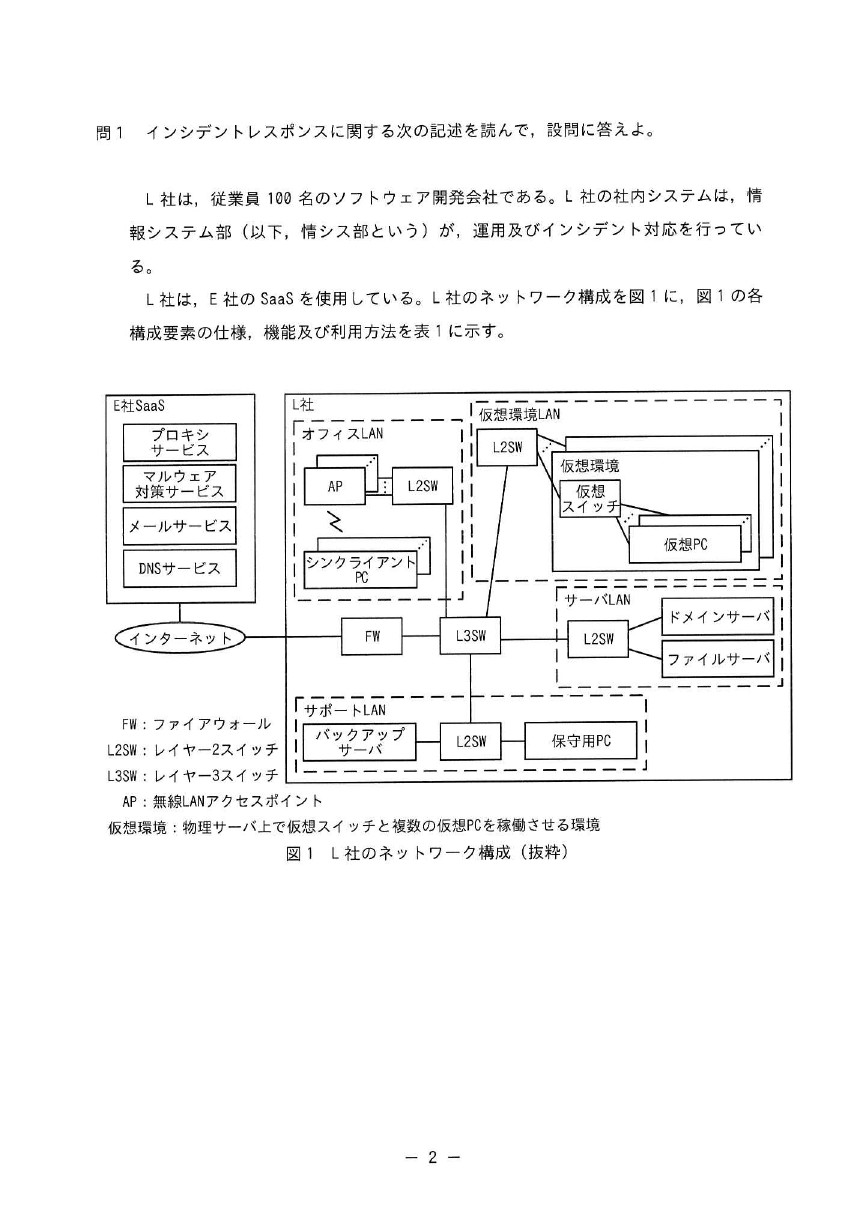 問1 インシデントレスポンスに関する次の記述を読んで，設問に答えよ。
L社は，従業員 100 名のソフトウェア開発会社である。L 社の社内システムは，情
報システム部（以下，情シス部という）が，運用及びインシデント対応を行ってい
る。
L社は，E 社の SaaS を使用している。L 社のネットワーク構成を図 1 に，図 1 の各
構成要素の仕様，機能及び利用方法を表 1 に示す。
E社SaaS
プロキシ
サービス
マルウェア
対策サービス
メールサービス
DNSサービス
インターネット
L社
オフィスLAN
AP
L2SW
シンクライアント
PC
仮想環境LAN
L2SW
仮想環境
仮想
スイッチ
仮想PC
FW
L3SW
サーバLAN
L2SW
ドメインサーバ
ファイルサーバ
サポートLAN
バックアップ
サーバ
L2SW
保守用PC
FW：ファイアウォール
L2SW：レイヤー2スイッチ
L3SW：レイヤー3スイッチ
AP：無線LANアクセスポイント
仮想環境：物理サーバ上で仮想スイッチと複数の仮想PCを稼働させる環境
図 1 L 社のネットワーク構成（抜粋）
－ 2 －